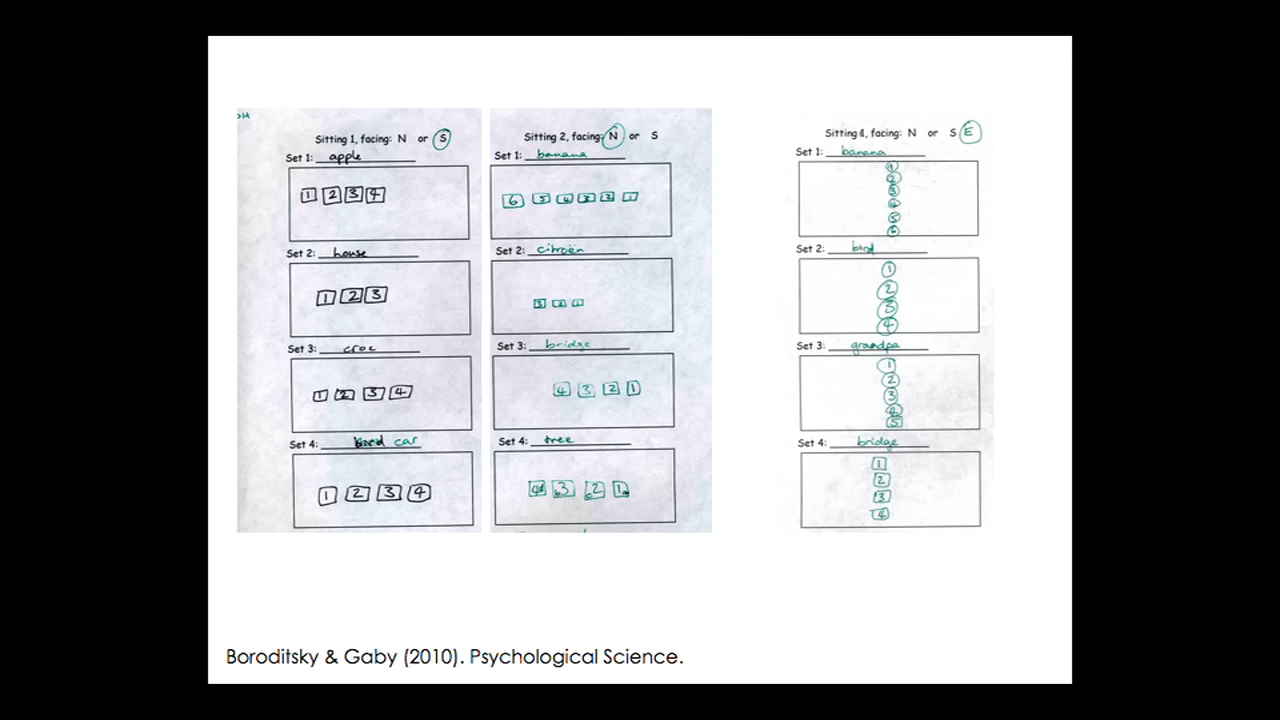 Sitting 1, facing: N or S
Set 1: apple
1 2 3 4
Set 2: house
1 2 3
Set 3: croc
1 2 3 4
Set 4: car
1 2 3 4
Sitting 2, facing: N or S
Set 1: banana
6 5 4 3 2 1
Set 2: citroën
3 2 1
Set 3: bridge
4 3 2 1
Set 4: tree
4 3 2 1
Sitting 1, facing: N or S E
Set 1: banana
1
2
3
4
5
6
Set 2: bird
1
2
3
4
Set 3: grandpa
1
2
3
4
5
Set 4: bridge
1
2
3
4
Boroditsky & Gaby (2010). Psychological Science.